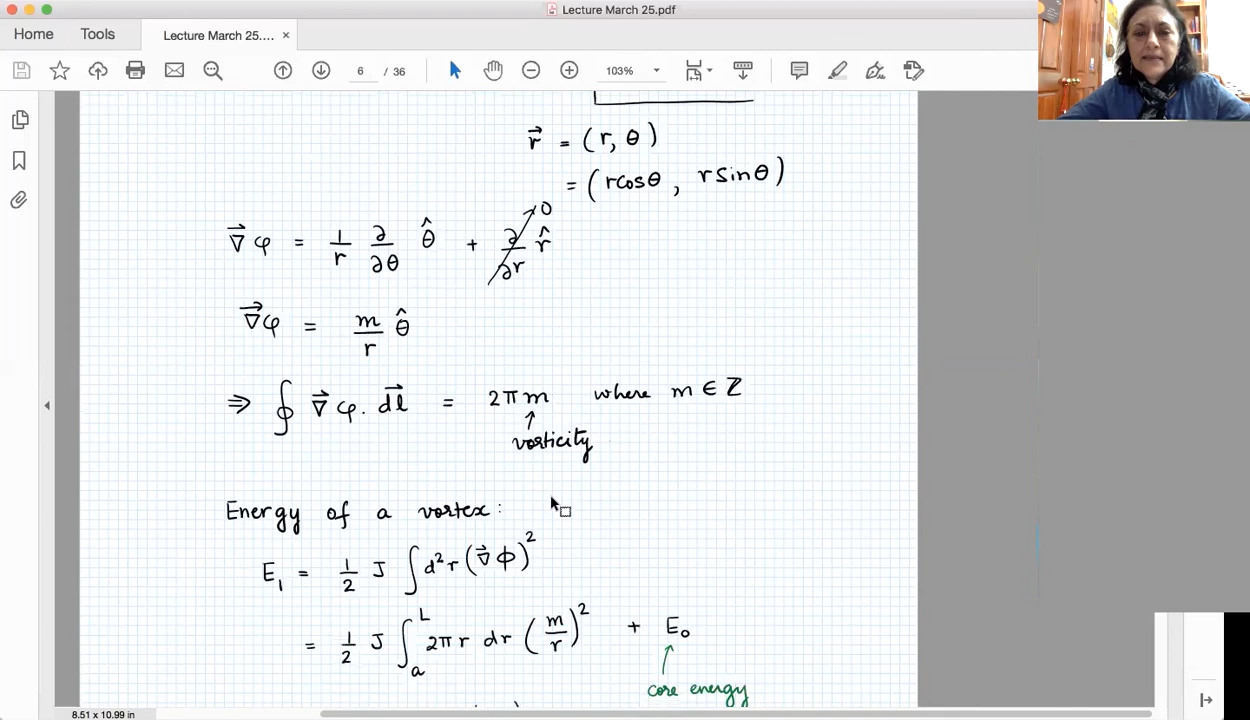 Lecture March 25.pdf
Home Tools Lecture March 25.... ×
6 / 36 103%
r⃗ = (r, θ)
= (rcosθ, rsinθ)
∇⃗φ = 1/r ∂/∂θ θ̂ + ∂/∂r r̂ → 0
∇⃗φ = m/r θ̂
⇒ ∮ ∇⃗φ. dl⃗ = 2πm where m ∈ ℤ
↑
vorticity
Energy of a vortex:
E₁ = 1/2 J ∫ d²r (∇⃗ϕ)²
= 1/2 J ∫ₐᴸ 2πr dr (m/r)² + E₀
core energy
8.51 x 10.99 in